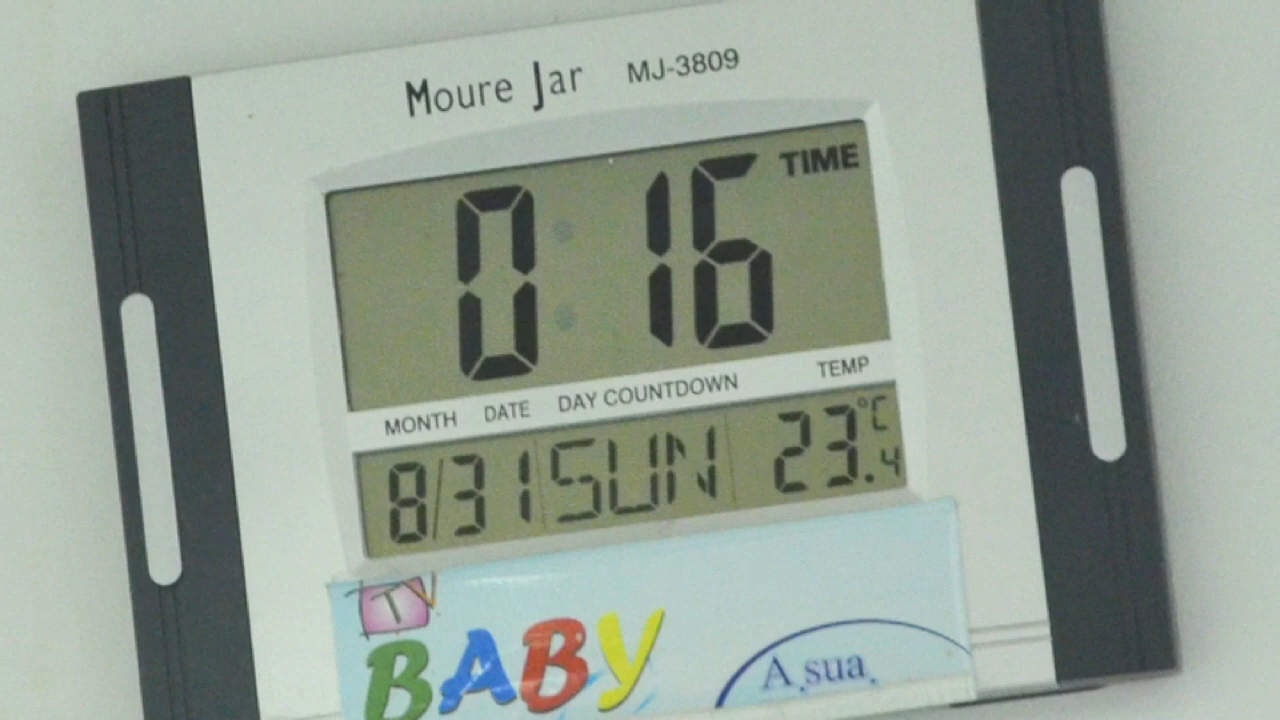 Moure Jar MJ-3809
TIME
0:16
MONTH DATE DAY COUNTDOWN TEMP
8/31 SUN 23.4°C
TV
BABY
A sua